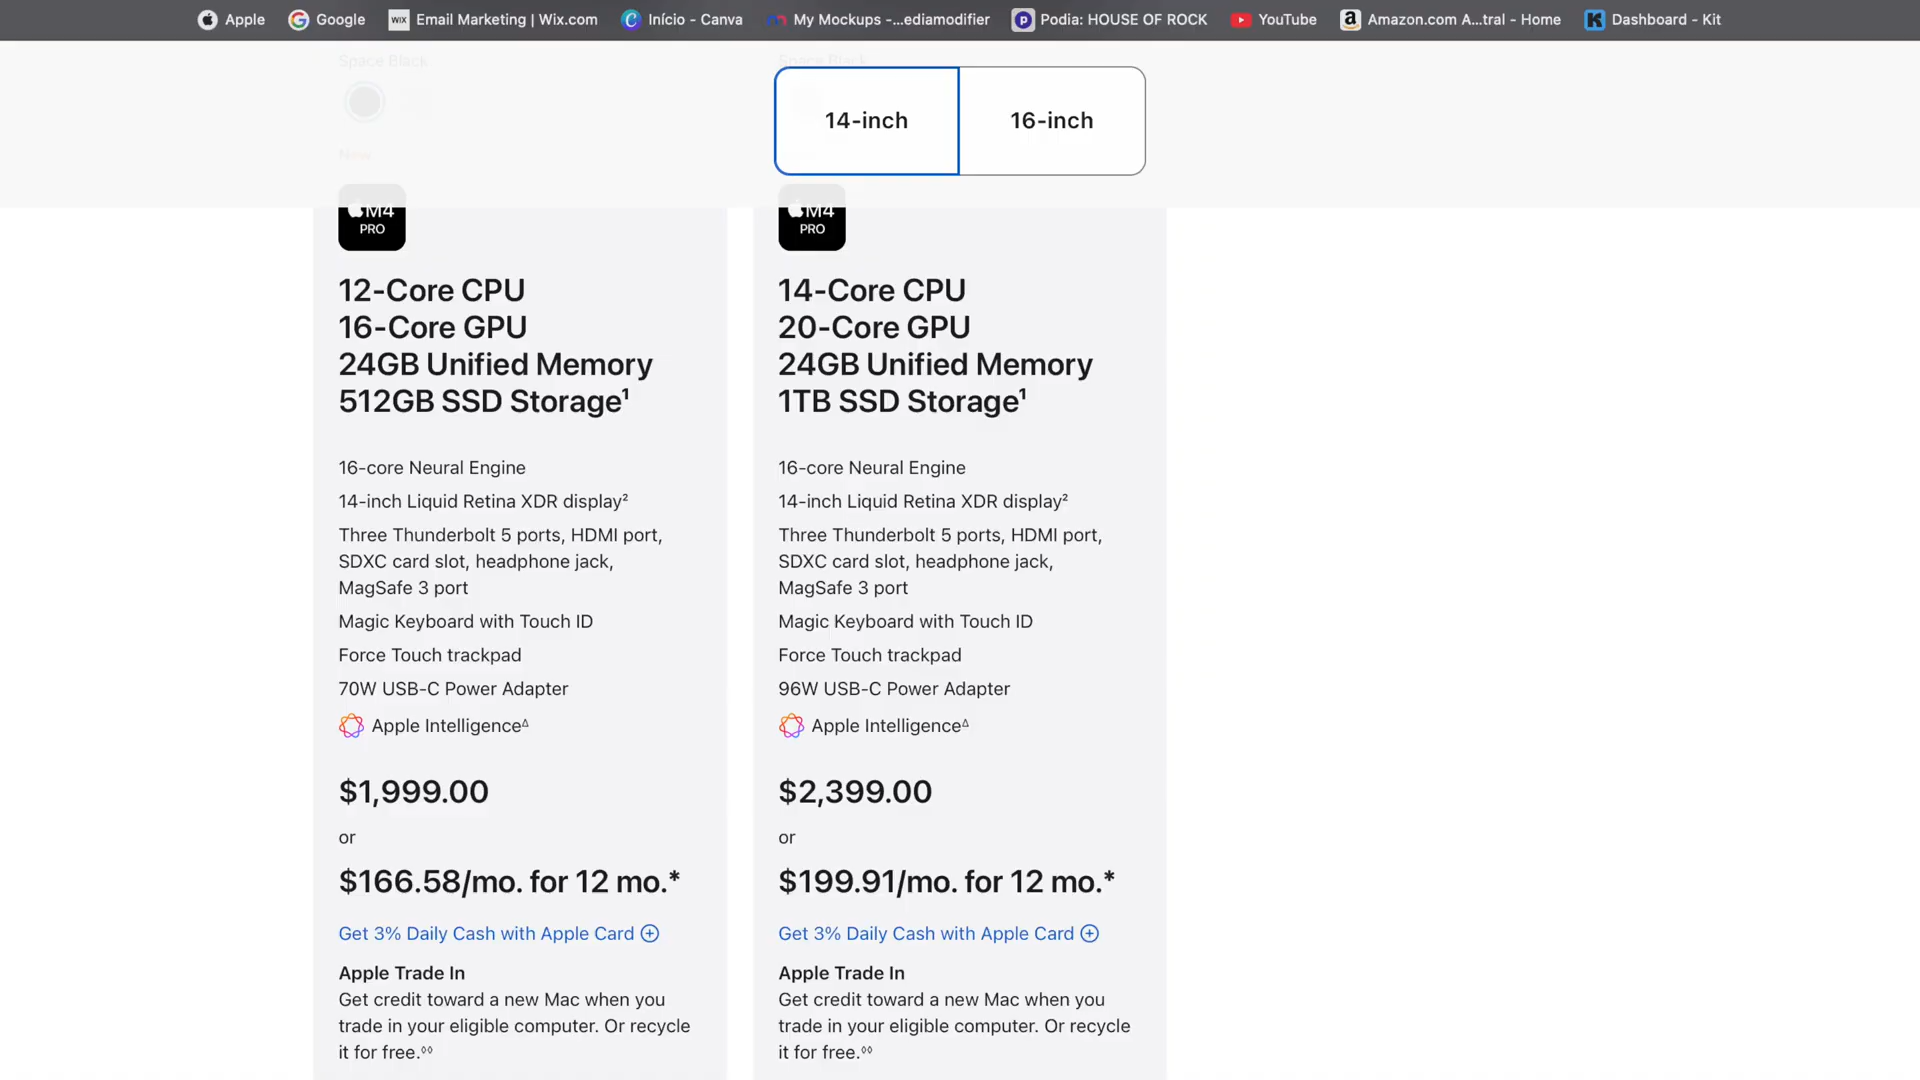 Apple
Google
Email Marketing | Wix.com
Início - Canva
My Mockups -...ediamodifier
Podia: HOUSE OF ROCK
YouTube
Amazon.com A...tral - Home
Dashboard - Kit
Space Black
Space Black
14-inch
16-inch
New
M4
PRO
12-Core CPU
16-Core GPU
24GB Unified Memory
512GB SSD Storage¹
16-core Neural Engine
14-inch Liquid Retina XDR display²
Three Thunderbolt 5 ports, HDMI port,
SDXC card slot, headphone jack,
MagSafe 3 port
Magic Keyboard with Touch ID
Force Touch trackpad
70W USB-C Power Adapter
Apple Intelligence∆
$1,999.00
or
$166.58/mo. for 12 mo.*
Get 3% Daily Cash with Apple Card
Apple Trade In
Get credit toward a new Mac when you
trade in your eligible computer. Or recycle
it for free.◊◊
M4
PRO
14-Core CPU
20-Core GPU
24GB Unified Memory
1TB SSD Storage¹
16-core Neural Engine
14-inch Liquid Retina XDR display²
Three Thunderbolt 5 ports, HDMI port,
SDXC card slot, headphone jack,
MagSafe 3 port
Magic Keyboard with Touch ID
Force Touch trackpad
96W USB-C Power Adapter
Apple Intelligence∆
$2,399.00
or
$199.91/mo. for 12 mo.*
Get 3% Daily Cash with Apple Card
Apple Trade In
Get credit toward a new Mac when you
trade in your eligible computer. Or recycle
it for free.◊◊